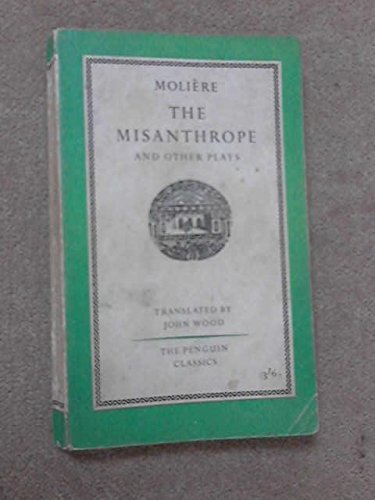 MOLIÈRE
THE
MISANTHROPE
AND OTHER PLAYS
TRANSLATED BY
JOHN WOOD
THE PENGUIN
CLASSICS
3/6